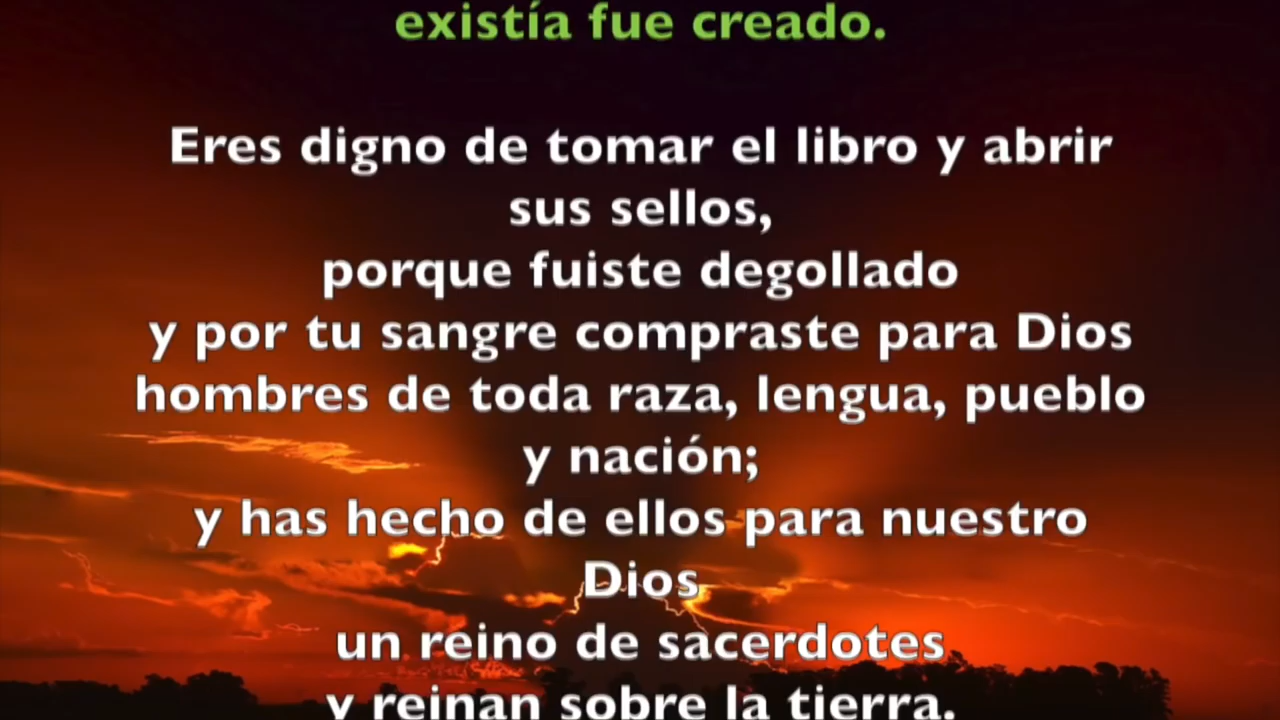 existía fue creado.
Eres digno de tomar el libro y abrir
sus sellos,
porque fuiste degollado
y por tu sangre compraste para Dios
hombres de toda raza, lengua, pueblo
y nación;
y has hecho de ellos para nuestro
Dios
un reino de sacerdotes
y reinan sobre la tierra.